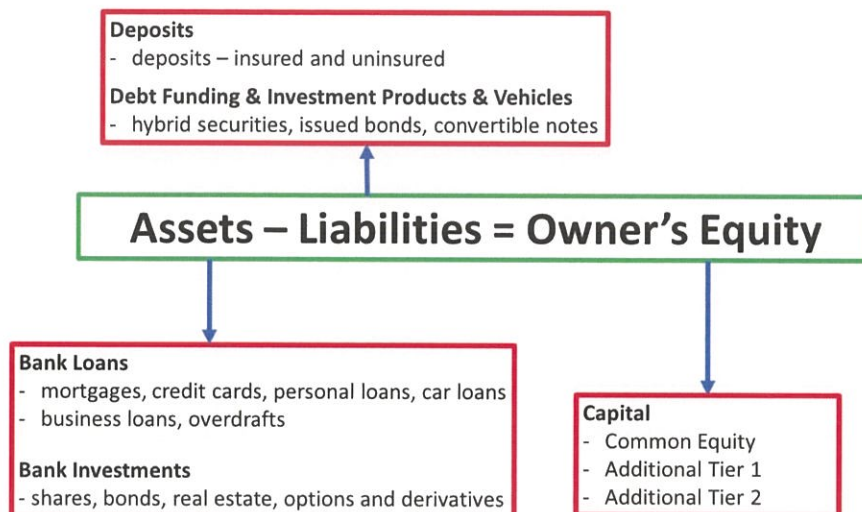 Deposits
- deposits – insured and uninsured
Debt Funding & Investment Products & Vehicles
- hybrid securities, issued bonds, convertible notes
Assets – Liabilities = Owner's Equity
Bank Loans
- mortgages, credit cards, personal loans, car loans
- business loans, overdrafts
Bank Investments
- shares, bonds, real estate, options and derivatives
Capital
- Common Equity
- Additional Tier 1
- Additional Tier 2